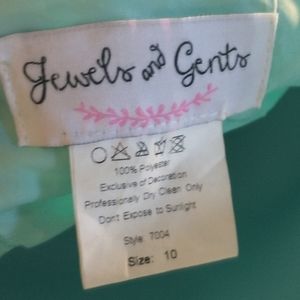 Jewels and Gents
100% Polyester
Exclusive of Decoration
Professionally Dry Clean Only
Don't Expose to Sunlight
Style: 7004
Size: 10